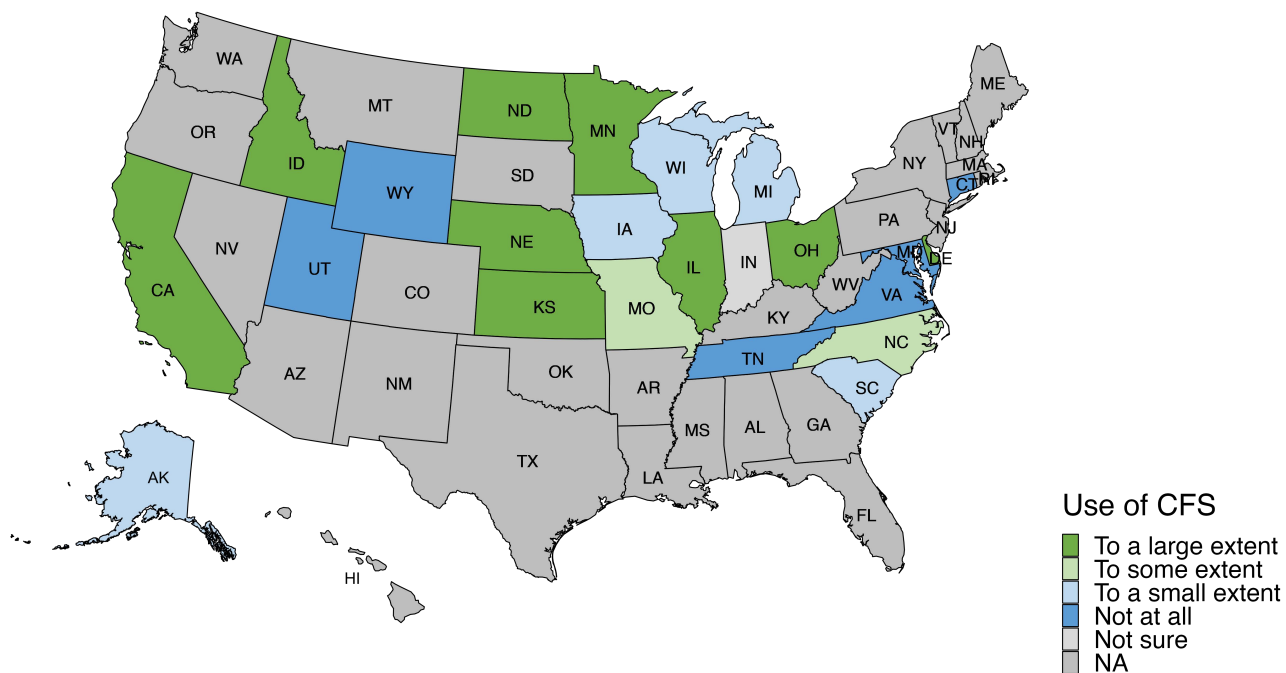 WA
MT
ND
MN
ME
OR
ID
SD
WI
MI
NY
VT
NH
MA
CT
RI
WY
NE
IA
PA
NJ
NV
UT
CO
KS
IL
IN
OH
MD
DE
CA
MO
KY
WV
VA
AZ
NM
OK
AR
TN
NC
SC
TX
LA
MS
AL
GA
FL
AK
HI
Use of CFS
To a large extent
To some extent
To a small extent
Not at all
Not sure
NA